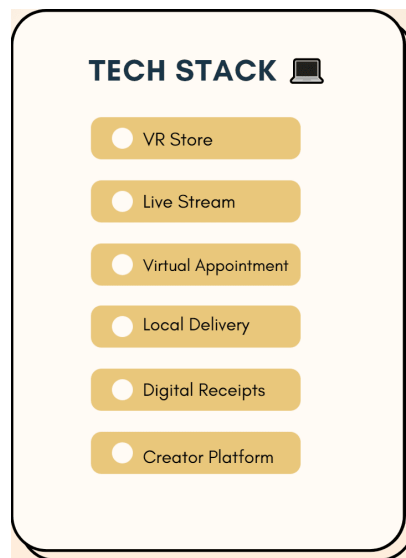 TECH STACK 💻
VR Store
Live Stream
Virtual Appointment
Local Delivery
Digital Receipts
Creator Platform